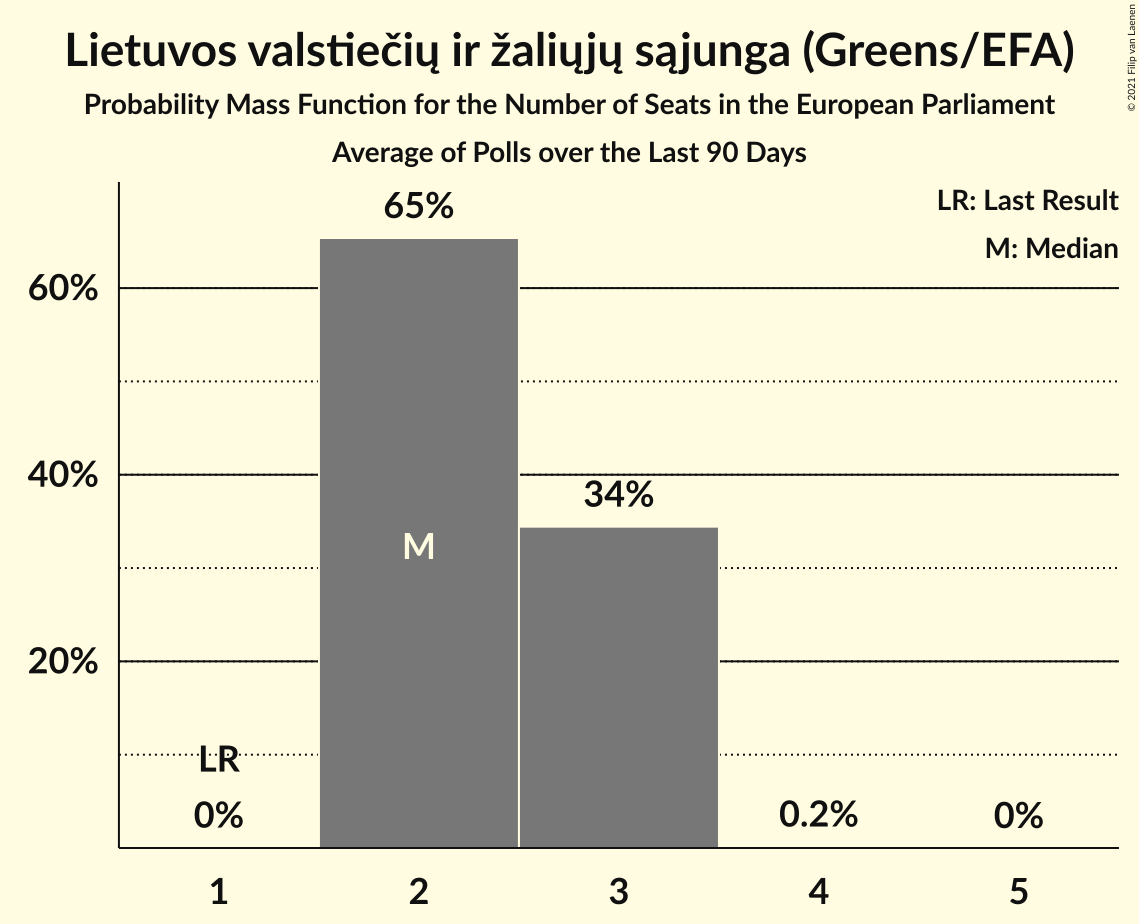 Lietuvos valstiečių ir žaliųjų sąjunga (Greens/EFA)
Probability Mass Function for the Number of Seats in the European Parliament
Average of Polls over the Last 90 Days
© 2021 Filip van Laenen
LR: Last Result
M: Median
65%
60%
40%
34%
M
20%
LR
0%
0.2%
0%
1
2
3
4
5